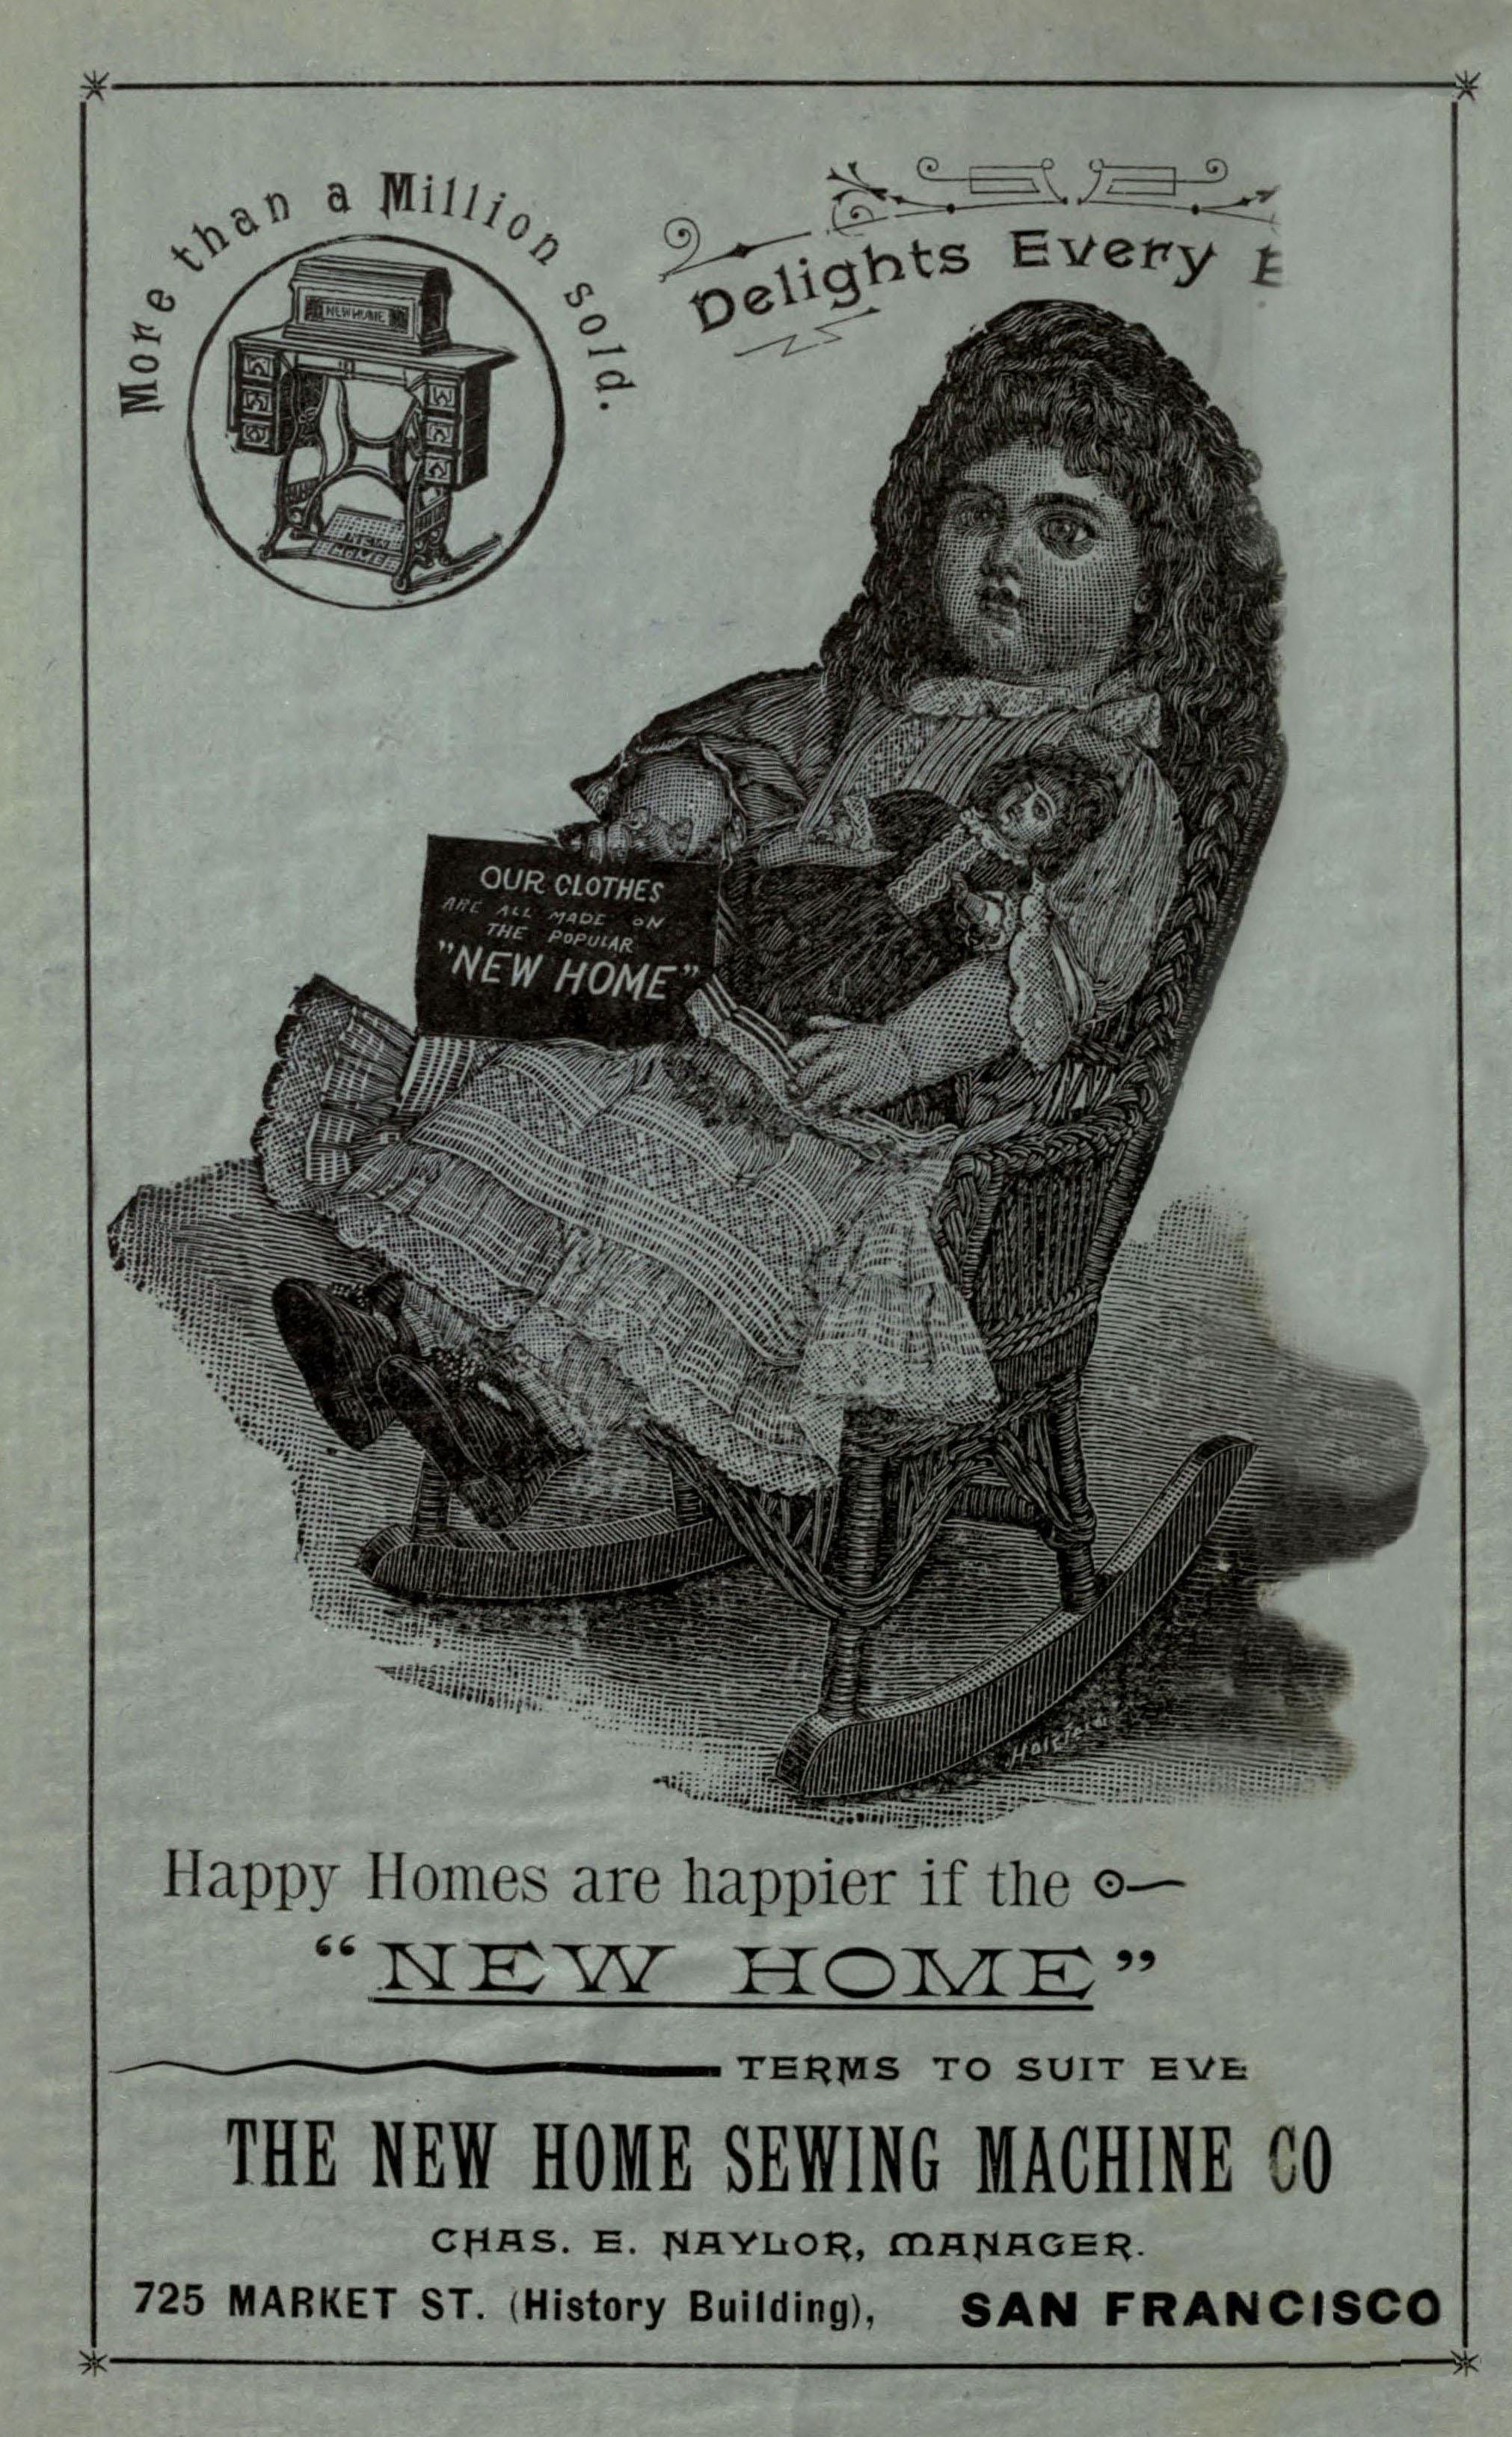 More than a Million sold.
NEW HOME
NEW
HOME
Delights Every E
OUR CLOTHES
ARE ALL MADE ON
THE POPULAR
"NEW HOME"
Happy Homes are happier if the
“NEW HOME”
TERMS TO SUIT EVE
THE NEW HOME SEWING MACHINE CO
CHAS. E. NAYLOR, MANAGER.
725 MARKET ST. (History Building), SAN FRANCISCO